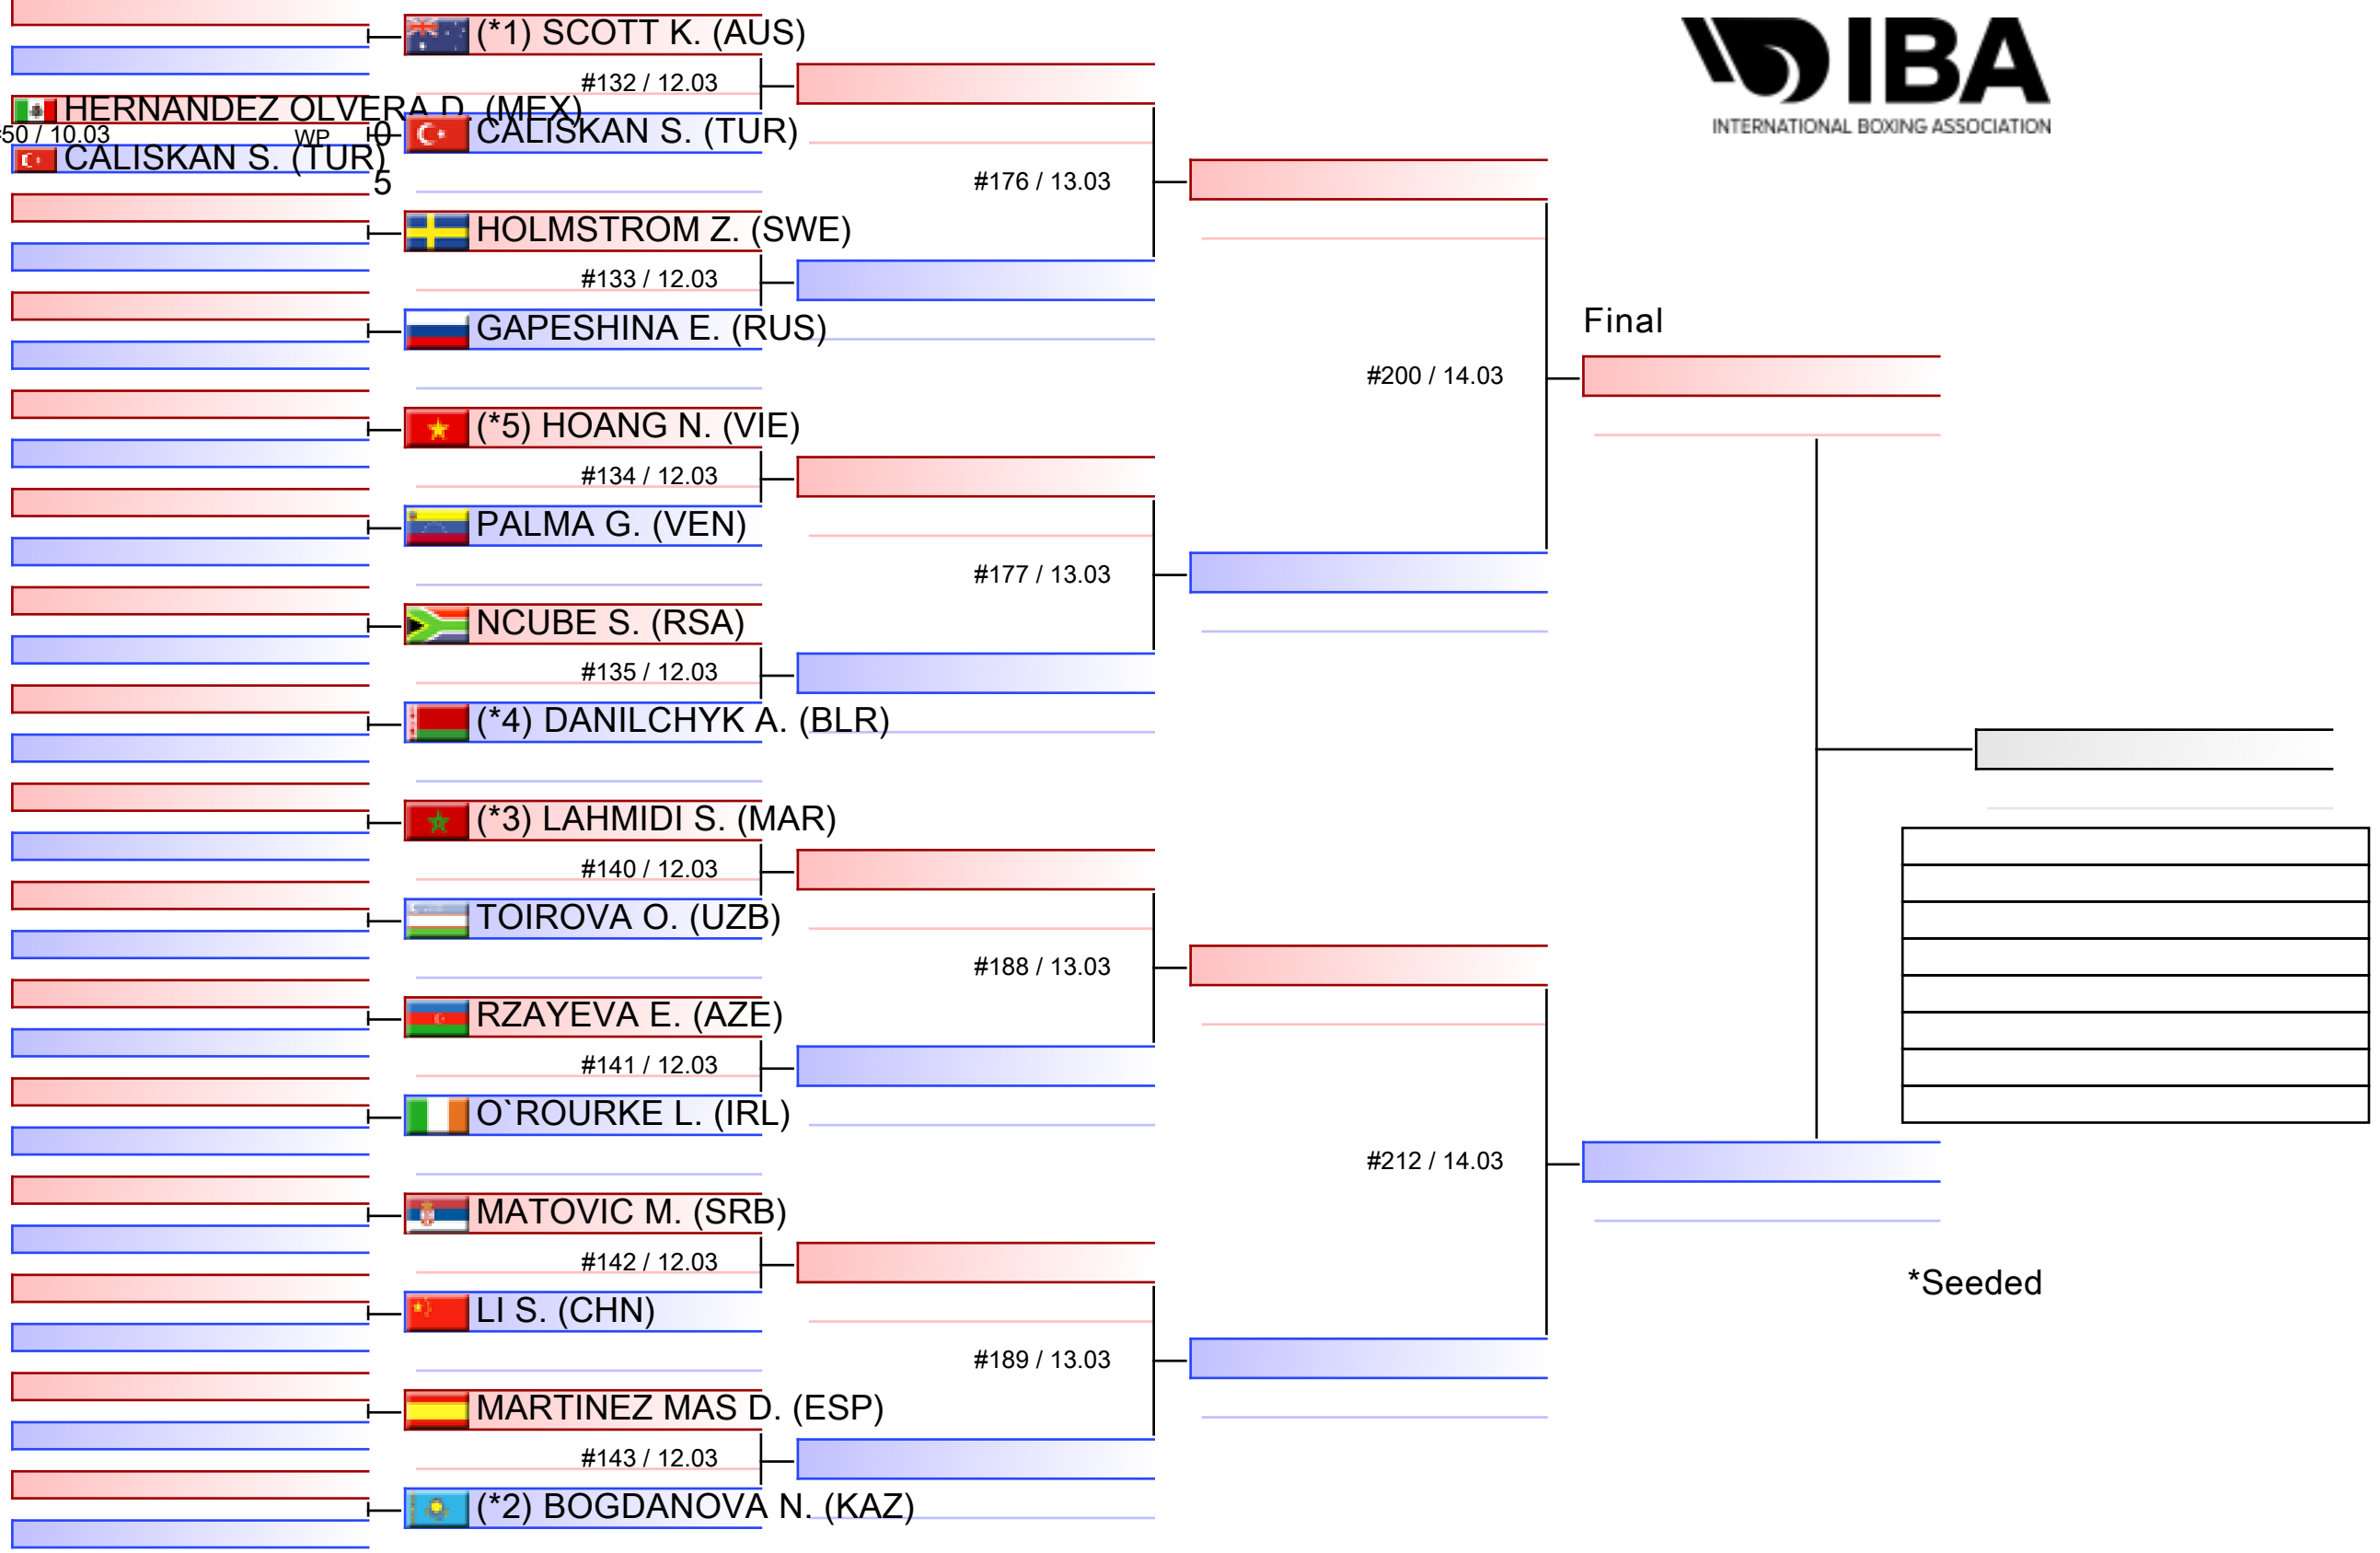 IBA
INTERNATIONAL BOXING ASSOCIATION
HERNANDEZ OLVERA D. (MEX)
50 / 10.03
WP
0
CALISKAN S. (TUR)
5
(*1) SCOTT K. (AUS)
#132 / 12.03
CALISKAN S. (TUR)
#176 / 13.03
HOLMSTROM Z. (SWE)
#133 / 12.03
GAPESHINA E. (RUS)
Final
#200 / 14.03
(*5) HOANG N. (VIE)
#134 / 12.03
PALMA G. (VEN)
#177 / 13.03
NCUBE S. (RSA)
#135 / 12.03
(*4) DANILCHYK A. (BLR)
(*3) LAHMIDI S. (MAR)
#140 / 12.03
TOIROVA O. (UZB)
#188 / 13.03
RZAYEVA E. (AZE)
#141 / 12.03
O`ROURKE L. (IRL)
#212 / 14.03
MATOVIC M. (SRB)
#142 / 12.03
LI S. (CHN)
#189 / 13.03
MARTINEZ MAS D. (ESP)
#143 / 12.03
(*2) BOGDANOVA N. (KAZ)
*Seeded